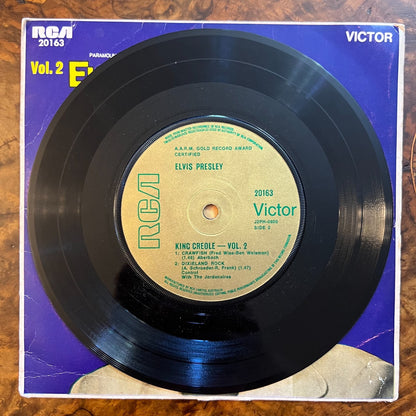 RCA
20163
VICTOR
PARAMOUNT
Vol. 2
A.A.R.M. GOLD RECORD AWARD
CERTIFIED
ELVIS PRESLEY
RCA
20163
Victor
SIDE 2
KING CREOLE — VOL. 2
1: CRAWFISH (Fred Wise-Ben Weisman)
(1.46) Aberbach
2: DIXIELAND ROCK
(A. Schroeder-R. Frank) (1.47)
Control
With The Jordanaires